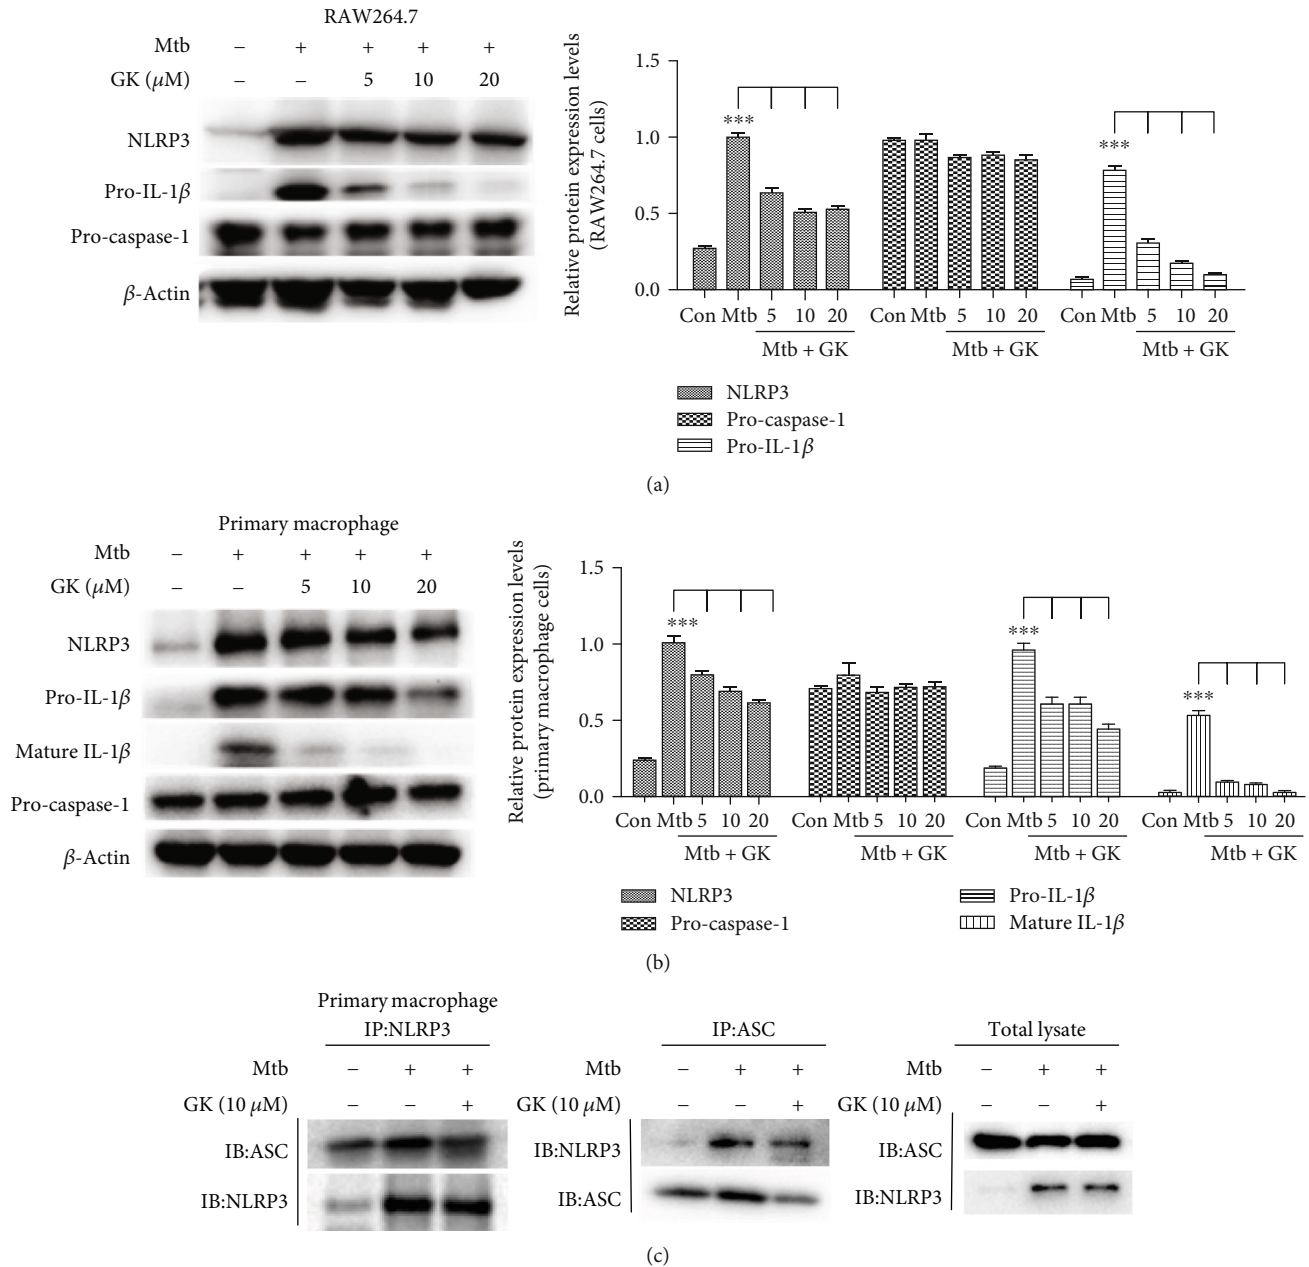 RAW264.7
Mtb – + + + +
GK (μM) – – 5 10 20
NLRP3
Pro-IL-1β
Pro-caspase-1
β-Actin
Relative protein expression levels
(RAW264.7 cells)
1.5
1.0
0.5
0.0
*** ***
Con Mtb 5 10 20 Con Mtb 5 10 20 Con Mtb 5 10 20
Mtb + GK Mtb + GK Mtb + GK
NLRP3
Pro-caspase-1
Pro-IL-1β
(a)
Primary macrophage
Mtb – + + + +
GK (μM) – – 5 10 20
NLRP3
Pro-IL-1β
Mature IL-1β
Pro-caspase-1
β-Actin
Relative protein expression levels
(primary macrophage cells)
1.5
1.0
0.5
0.0
*** *** ***
Con Mtb 5 10 20 Con Mtb 5 10 20 Con Mtb 5 10 20 Con Mtb 5 10 20
Mtb + GK Mtb + GK Mtb + GK Mtb + GK
NLRP3 Pro-IL-1β
Pro-caspase-1 Mature IL-1β
(b)
Primary macrophage
IP:NLRP3 IP:ASC Total lysate
Mtb – + + Mtb – + + Mtb – + +
GK (10 μM) – – + GK (10 μM) – – + GK (10 μM) – – +
IB:ASC IB:NLRP3 IB:ASC
IB:NLRP3 IB:ASC IB:NLRP3
(c)